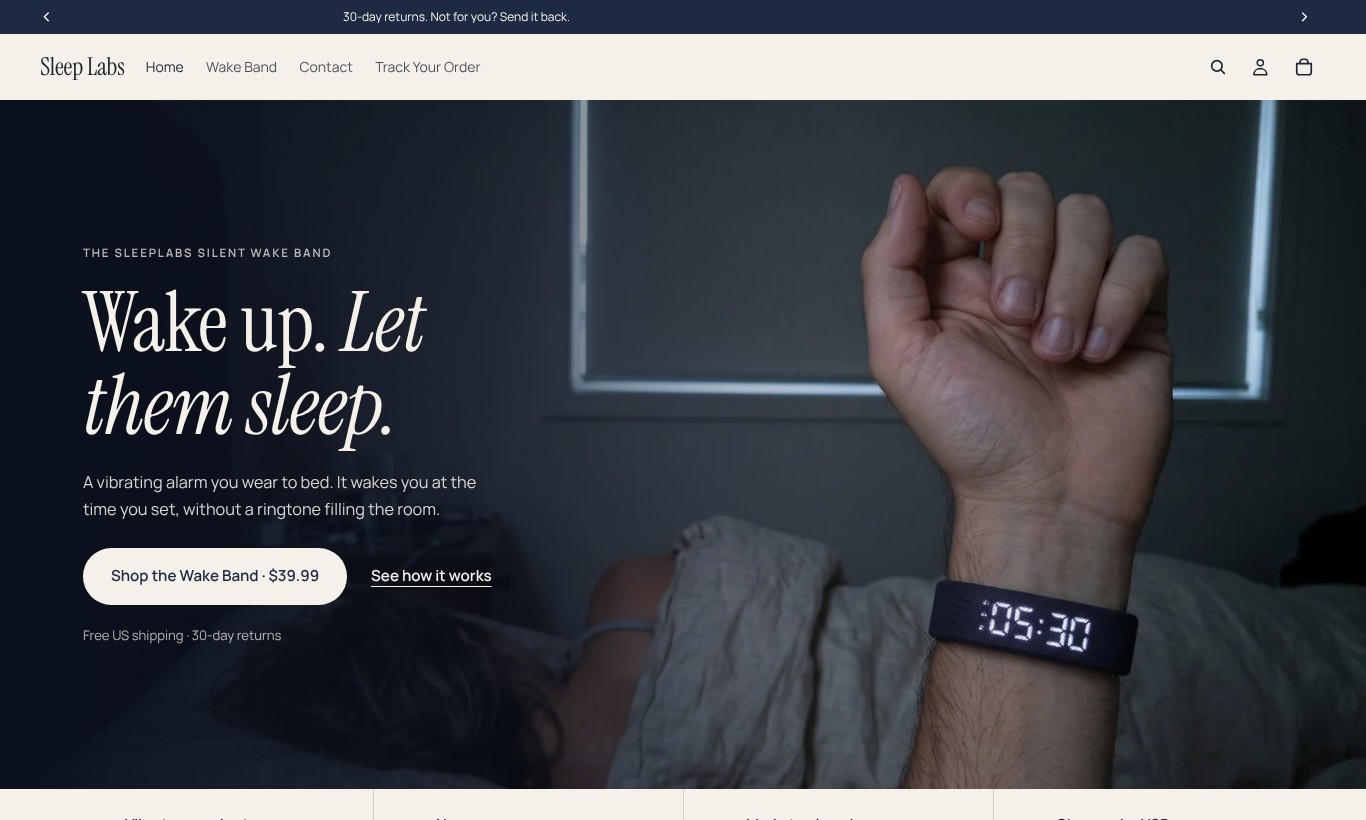 30-day returns. Not for you? Send it back.
Sleep Labs
Home
Wake Band
Contact
Track Your Order
THE SLEEPLABS SILENT WAKE BAND
Wake up. Let
them sleep.
A vibrating alarm you wear to bed. It wakes you at the
time you set, without a ringtone filling the room.
Shop the Wake Band · $39.99
See how it works
Free US shipping · 30-day returns
:05:30